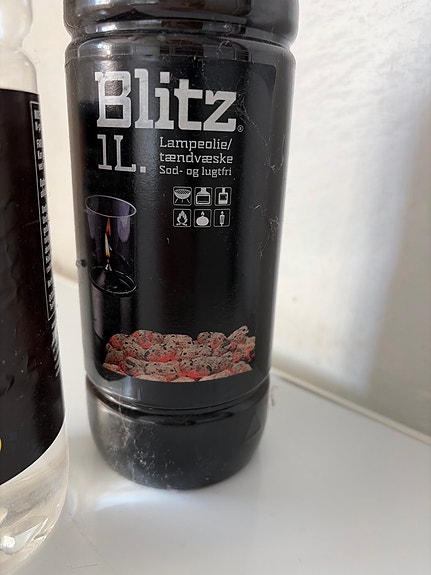 Blitz®
1L.
Lampeolie/
tændvæske
Sod- og lugtfri